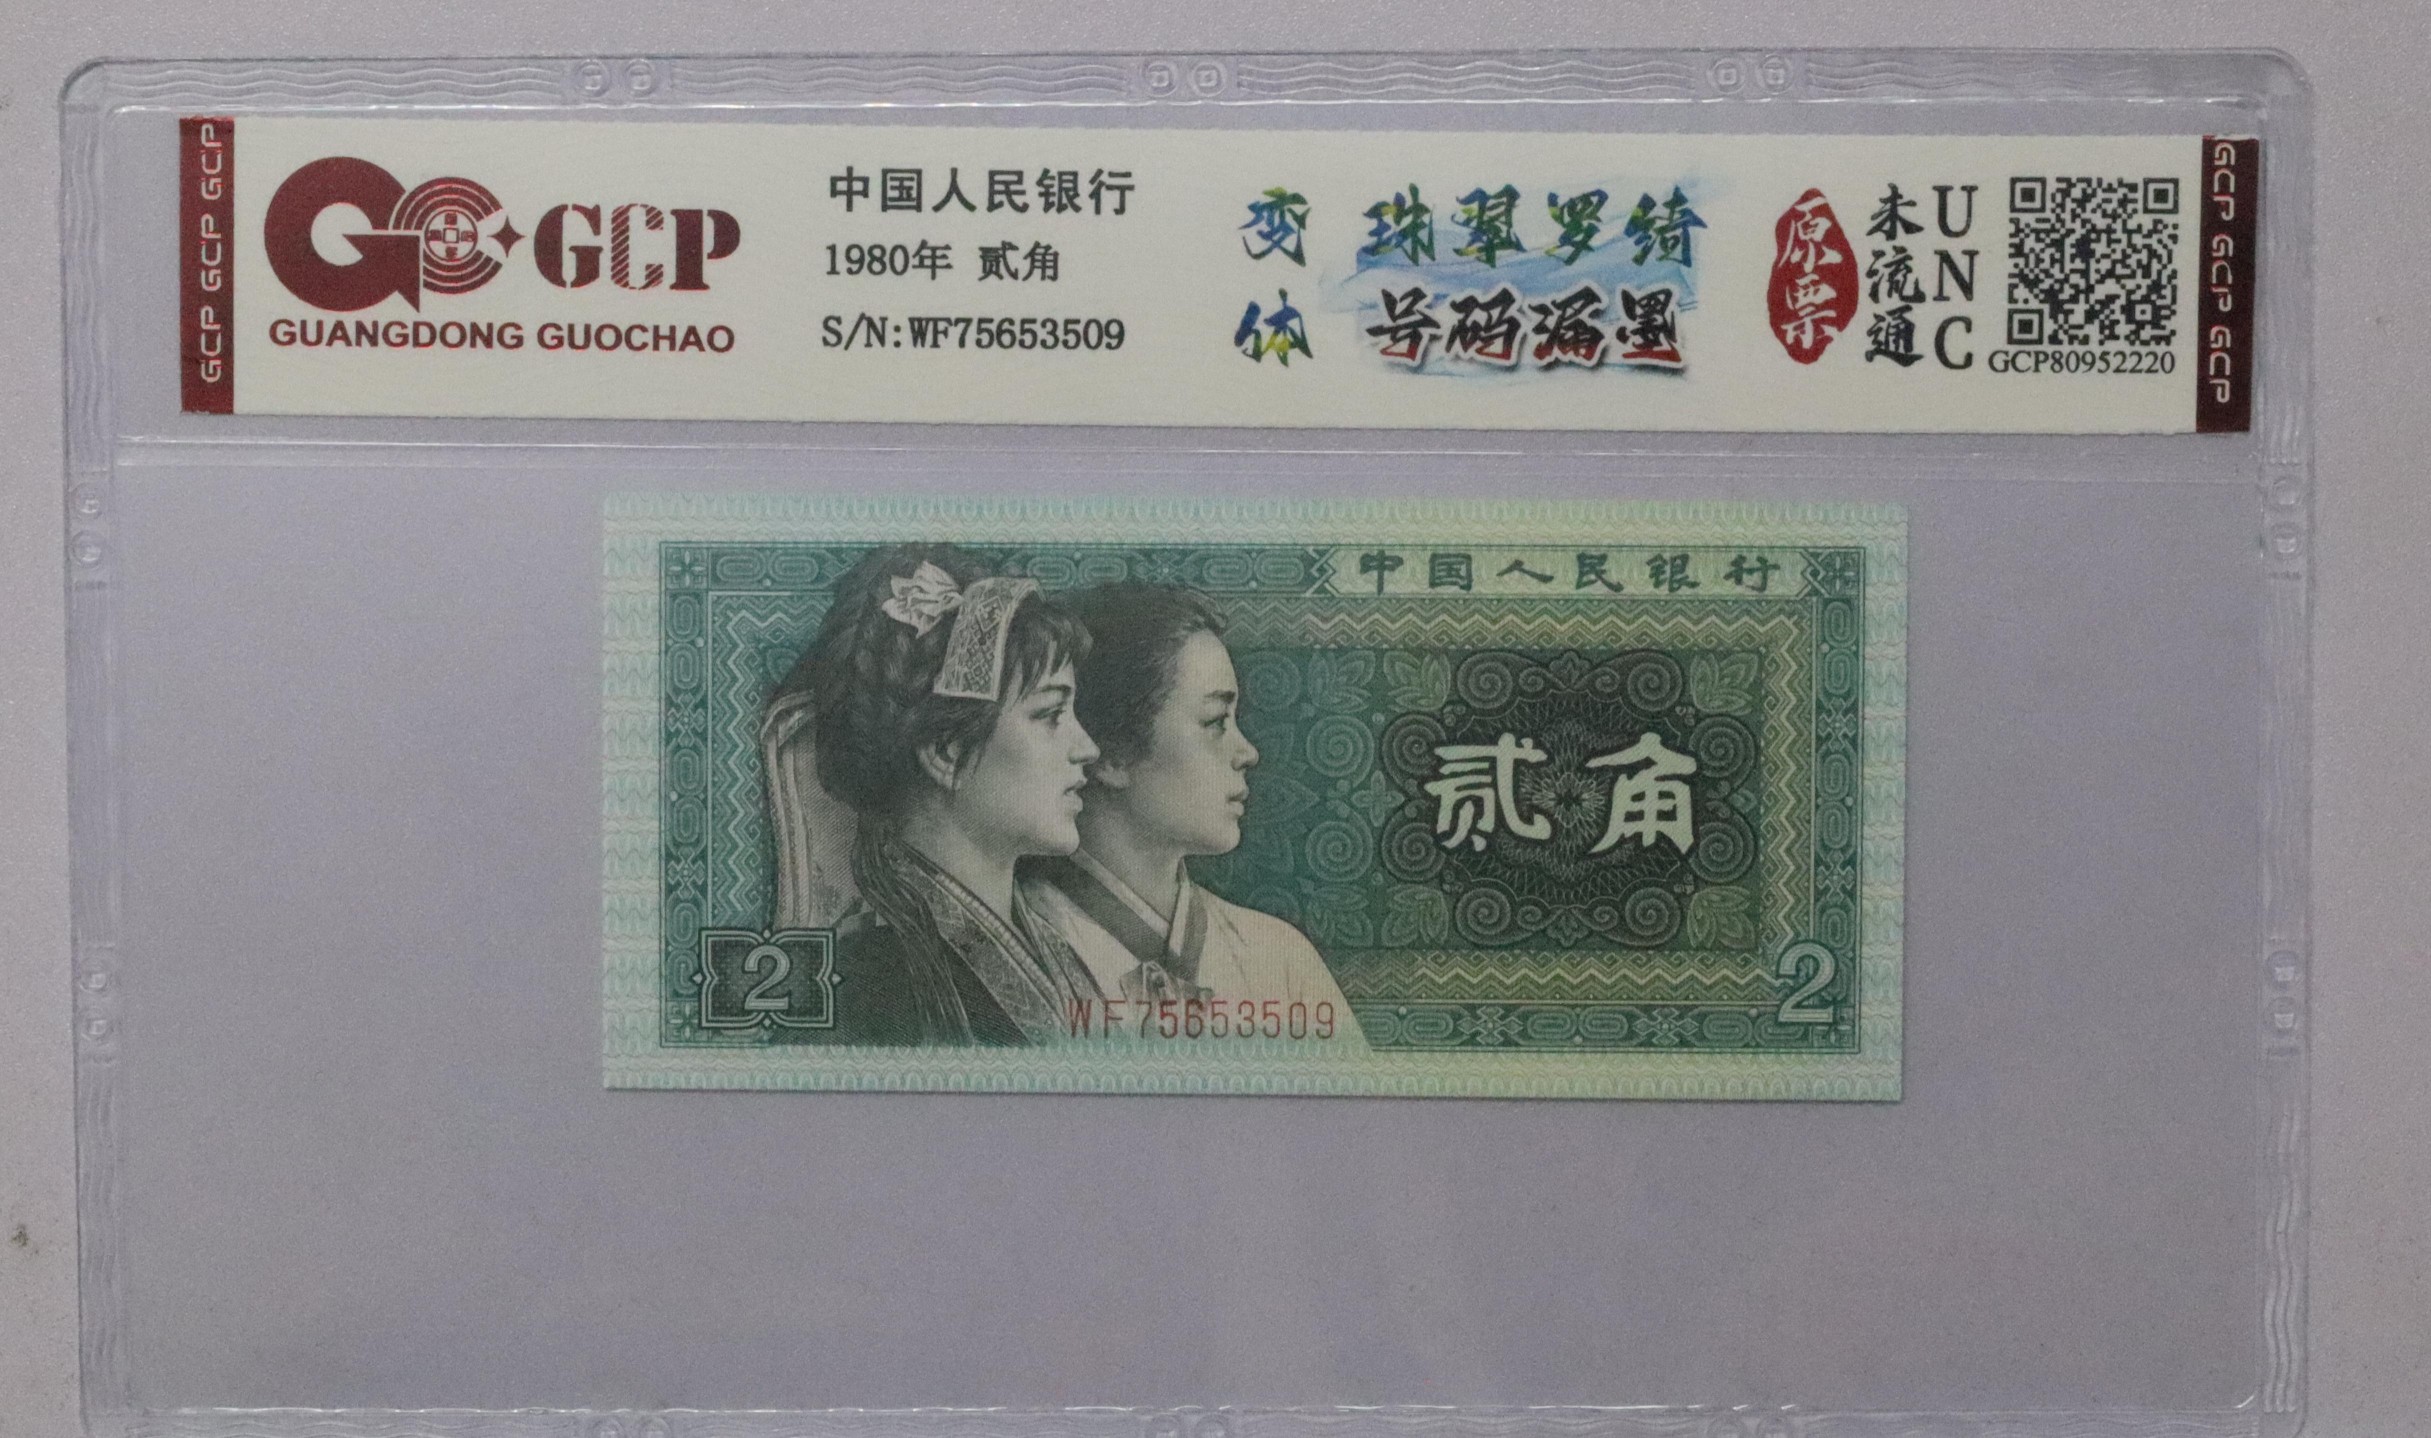 GCP GCP GCP
GCP
GUANGDONG GUOCHAO
中国人民银行
1980年 贰角
S/N:WF75653509
变体
珠翠罗绮
号码漏墨
原票
未流通
UNC
GCP80952220
GCP GCP GCP
中国人民银行
贰角
2
WF75653509
2